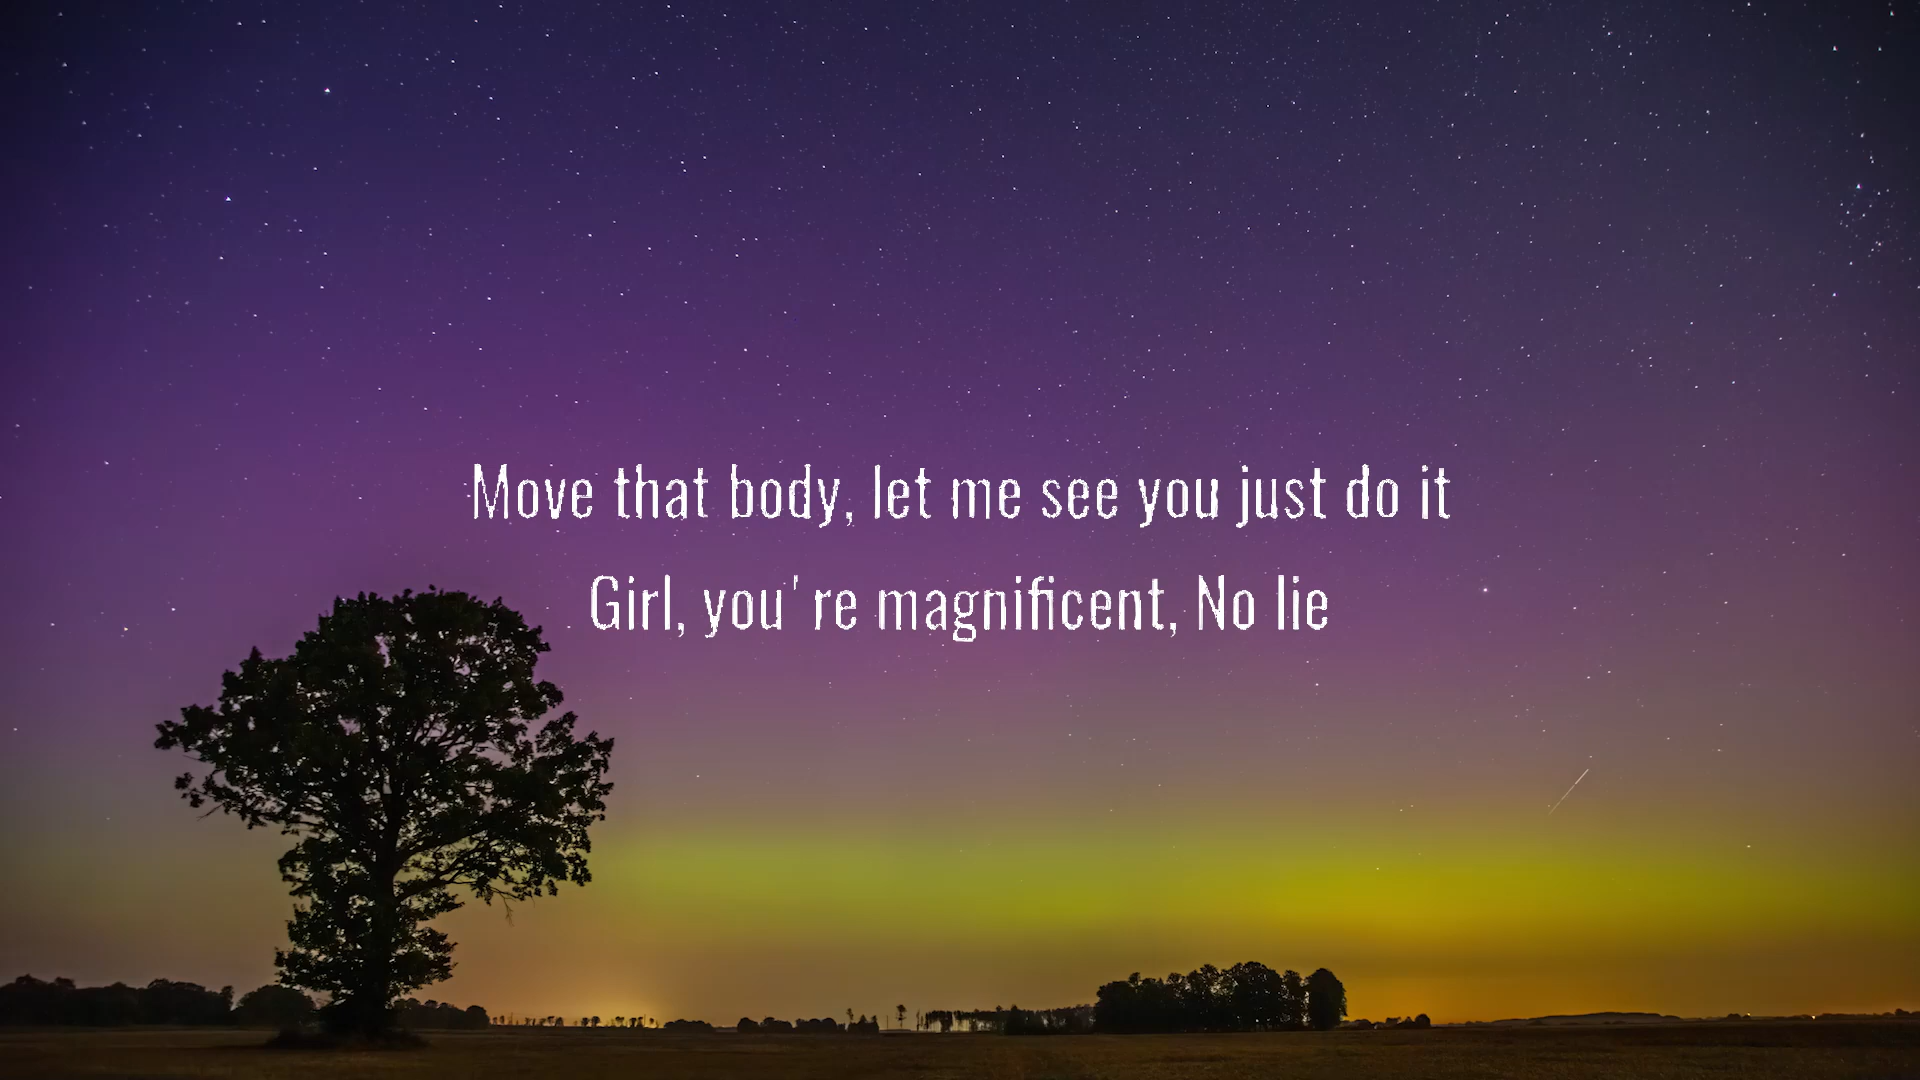 Move that body, let me see you just do it
Girl, you're magnificent, No lie